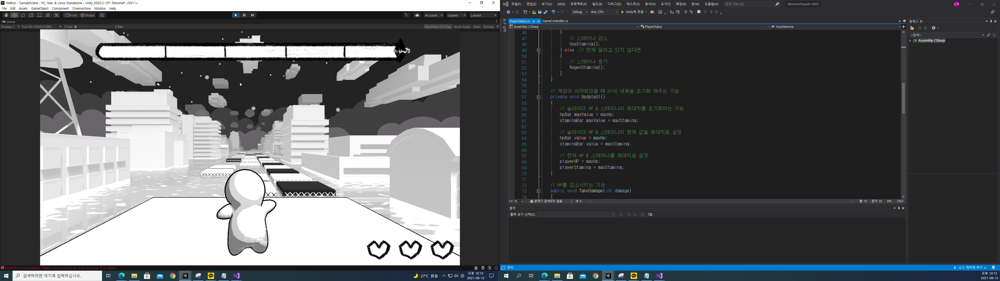 WeRun - SampleScene - PC, Mac & Linux Standalone - Unity 2020.3.12f1 Personal* <DX11>
File Edit Assets GameObject Component Cinemachine Window Help
Pivot Global Account Layers Layout
Game
Display 1 Full HD (1920x1080) Scale 0.84x Maximize On Play Mute Audio Stats Gizmos
NullReferenceException: Object reference not set to an instance of an object
검색하려면 여기에 입력하십시오.
27°C 맑음
오후 10:13
2021-08-12
파일(F) 편집(E) 보기(V) Git(G) 프로젝트(P) 빌드(B) 디버그(D) 테스트(S) 분석(N) 도구(T) 확장(X) 창(W) 도움말(H) 검색 (Ctrl+Q) MonsterRoyale 0803
Debug Any CPU Unity에 연결
도구 상자
PlayerStatus.cs GameController.cs
Assembly-CSharp PlayerStatus maxStamina
46 {
47 // 스테미나 감소
48 UseStamina();
49 } else // 현재 달리고 있지 않다면
50 {
51 // 스테미나 증가
52 RegenStamina();
53 }
54 }
55
56 // 게임이 시작되었을 때 UI의 내용을 초기화 해주는 기능
57 private void UpdateUI()
58 {
59 // 슬라이더 HP & 스테미나의 최대치를 초기화하는 기능
60 hpBar.maxValue = maxHp;
61 staminaBar.maxValue = maxStamina;
62
63 // 슬라이더 HP & 스테미나의 현재 값을 최대치로 설정
64 hpBar.value = maxHp;
65 staminaBar.value = maxStamina;
66
67 // 현재 HP & 스테미나를 최대치로 설정
68 playerHP = maxHp;
69 playerStamina = maxStamina;
70 }
71
72 // HP를 감소시키는 기능
73 public void TakeDamage(int damage)
74 {
141 % 문제가 검색되지 않음 줄: 13 문자: 32 SPC CRLF
출력
출력 보기 선택(S):
클래스 뷰
<검색>
Assembly-CSharp
준비 소스 제어에 추가
오후 10:13
2021-08-12